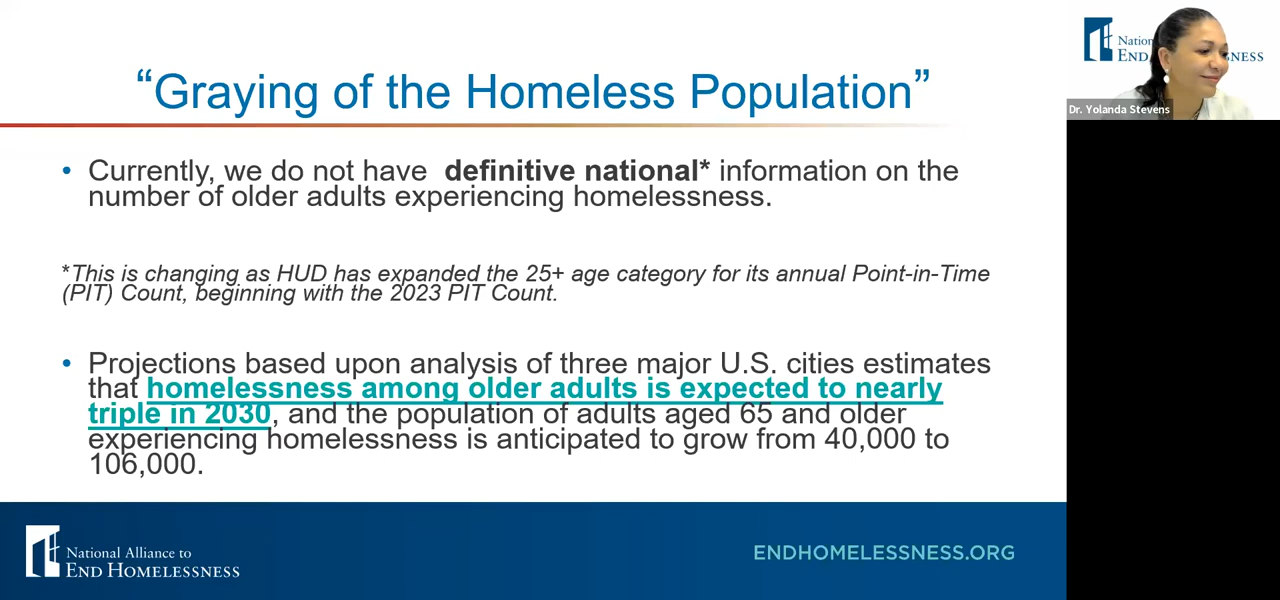 “Graying of the Homeless Population”
• Currently, we do not have definitive national* information on the
number of older adults experiencing homelessness.
*This is changing as HUD has expanded the 25+ age category for its annual Point-in-Time
(PIT) Count, beginning with the 2023 PIT Count.
• Projections based upon analysis of three major U.S. cities estimates
that homelessness among older adults is expected to nearly
triple in 2030, and the population of adults aged 65 and older
experiencing homelessness is anticipated to grow from 40,000 to
106,000.
National Alliance to
END HOMELESSNESS
ENDHOMELESSNESS.ORG
Dr. Yolanda Stevens